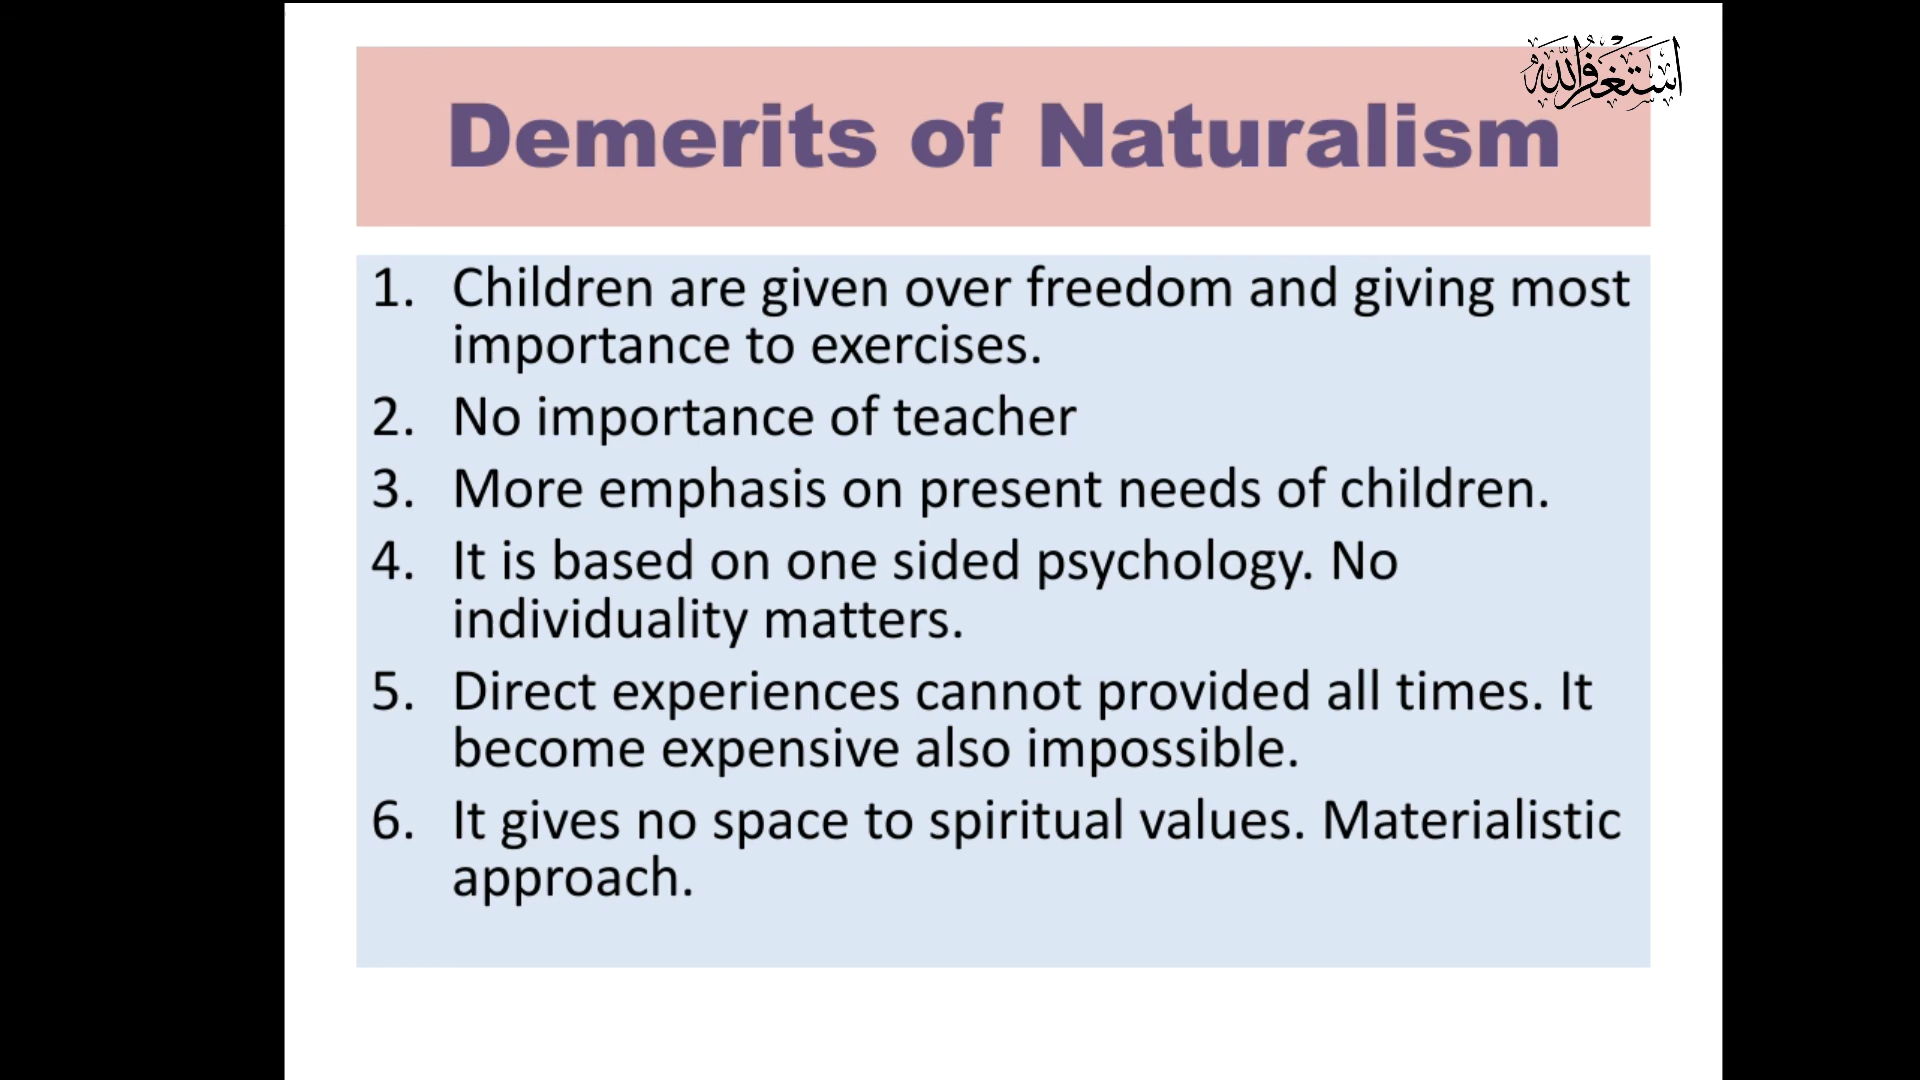 أستغفر الله
Demerits of Naturalism
1. Children are given over freedom and giving most
importance to exercises.
2. No importance of teacher
3. More emphasis on present needs of children.
4. It is based on one sided psychology. No
individuality matters.
5. Direct experiences cannot provided all times. It
become expensive also impossible.
6. It gives no space to spiritual values. Materialistic
approach.